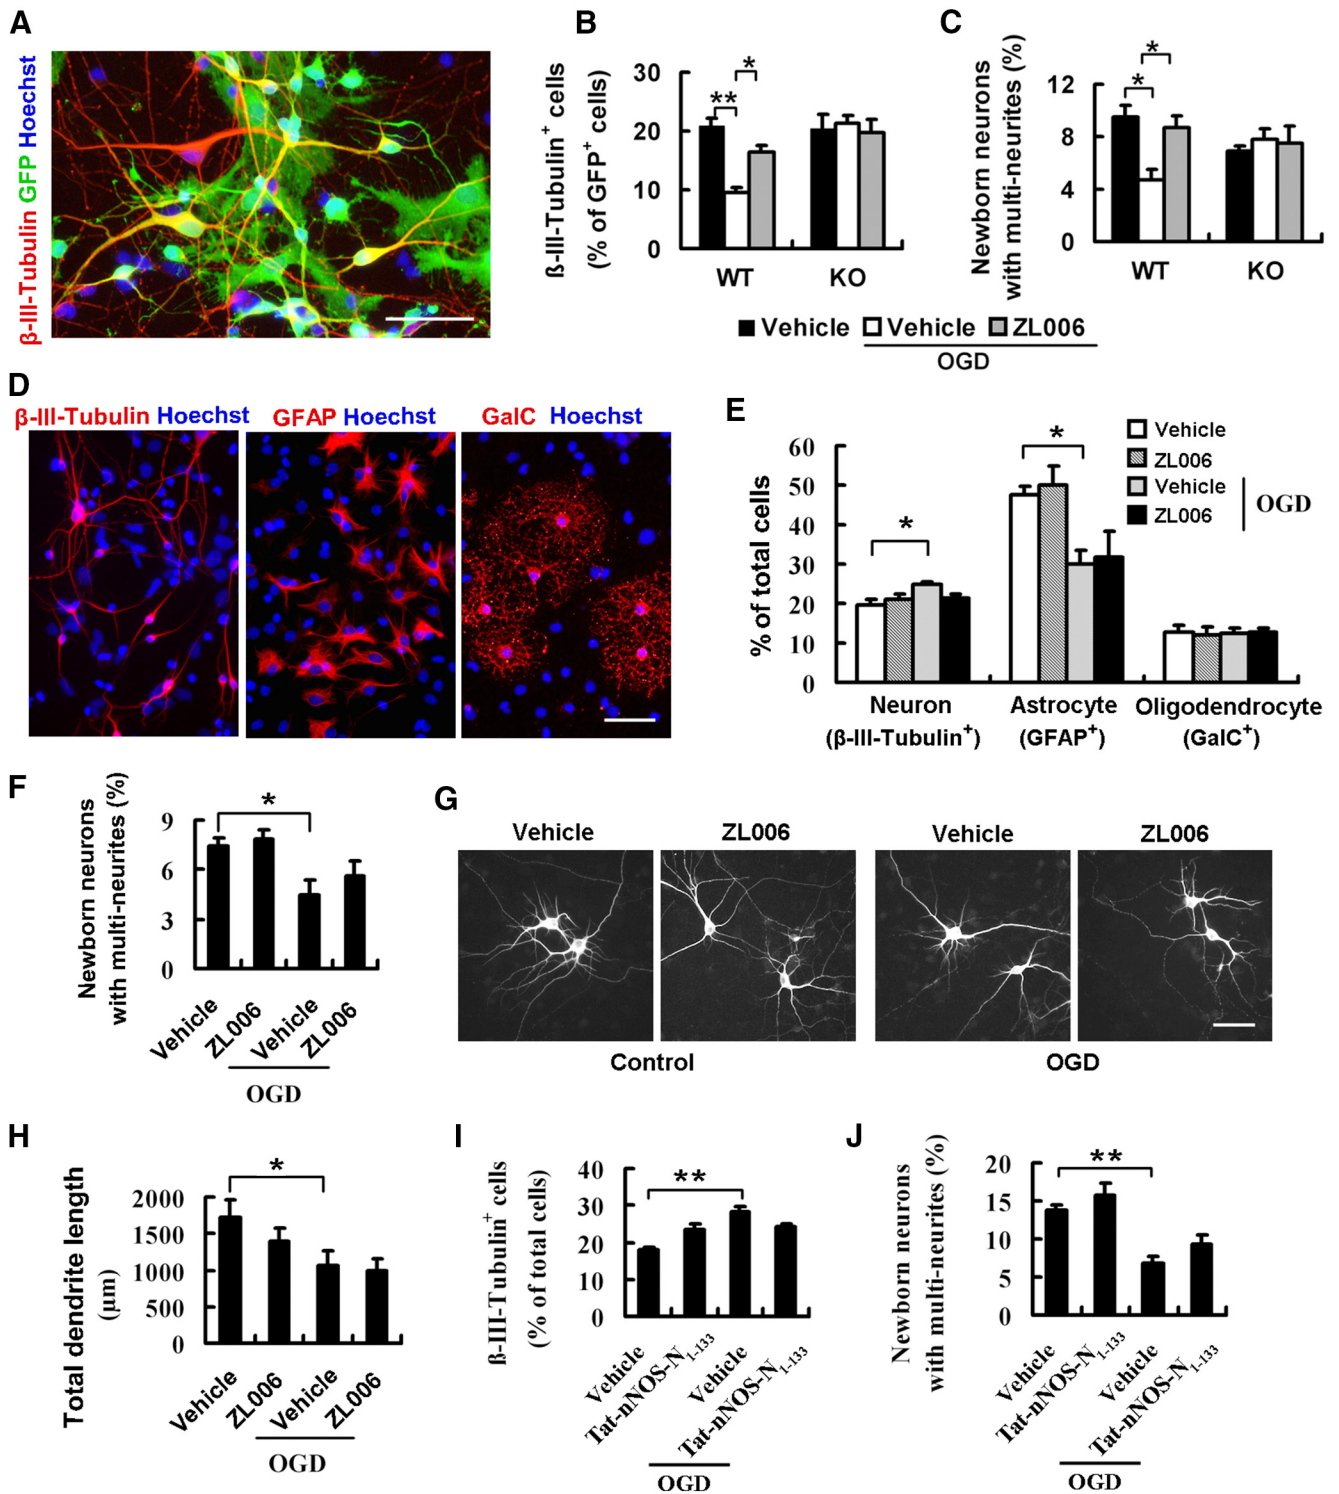 A
β-III-Tubulin GFP Hoechst
B
ß-III-Tubulin⁺ cells
(% of GFP⁺ cells)
30
20
10
0
**
*
WT
KO
C
Newborn neurons
with multi-neurites (%)
12
8
4
0
*
*
WT
KO
Vehicle
Vehicle
ZL006
OGD
D
ß-III-Tubulin Hoechst
GFAP Hoechst
GalC Hoechst
E
% of total cells
60
50
40
30
20
10
0
*
*
Vehicle
ZL006
Vehicle
ZL006
OGD
Neuron
(β-III-Tubulin⁺)
Astrocyte
(GFAP⁺)
Oligodendrocyte
(GalC⁺)
F
Newborn neurons
with multi-neurites (%)
9
6
3
0
*
Vehicle
ZL006
Vehicle
ZL006
OGD
G
Vehicle
ZL006
Vehicle
ZL006
Control
OGD
H
Total dendrite length
(μm)
2000
1500
1000
500
0
*
Vehicle
ZL006
Vehicle
ZL006
OGD
I
ß-III-Tubulin⁺ cells
(% of total cells)
40
30
20
10
0
**
Vehicle
Tat-nNOS-N₁₋₁₃₃
Vehicle
Tat-nNOS-N₁₋₁₃₃
OGD
J
Newborn neurons
with multi-neurites (%)
20
15
10
5
0
**
Vehicle
Tat-nNOS-N₁₋₁₃₃
Vehicle
Tat-nNOS-N₁₋₁₃₃
OGD